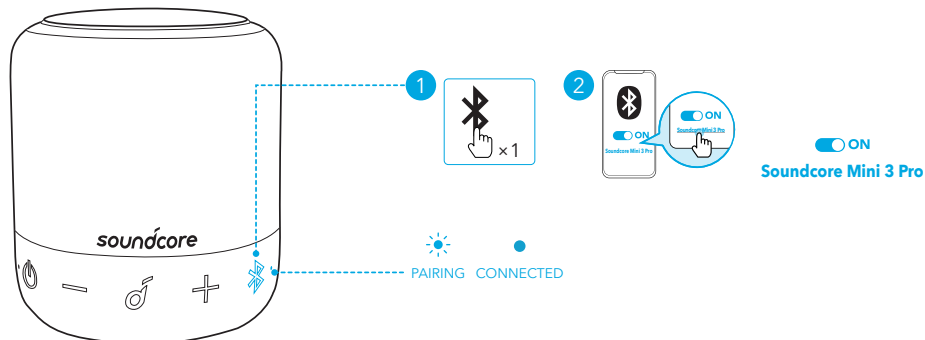 soundcore
1
×1
2
ON
Soundcore Mini 3 Pro
ON
Soundcore Mini 3 Pro
ON
Soundcore Mini 3 Pro
PAIRING CONNECTED